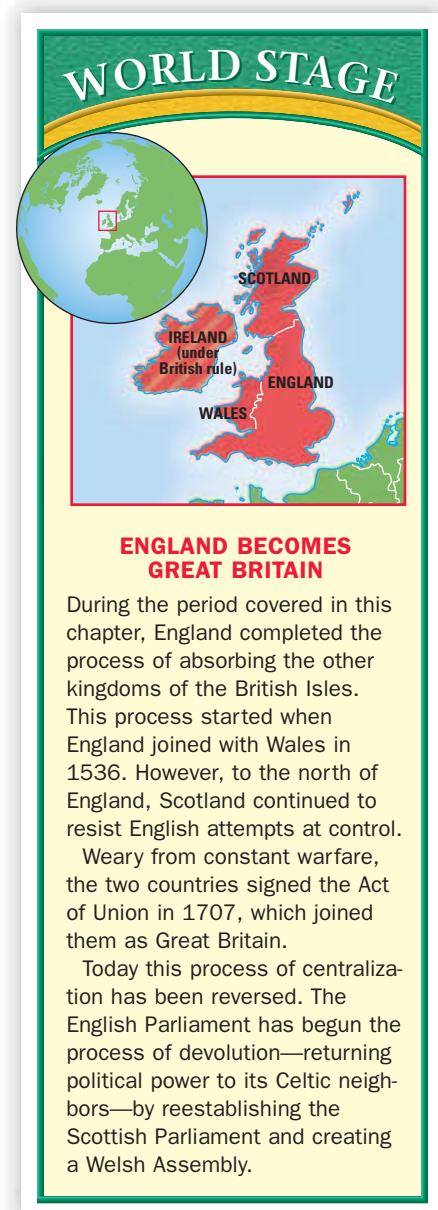 WORLD STAGE
SCOTLAND
IRELAND
(under
British rule)
ENGLAND
WALES
ENGLAND BECOMES
GREAT BRITAIN
During the period covered in this
chapter, England completed the
process of absorbing the other
kingdoms of the British Isles.
This process started when
England joined with Wales in
1536. However, to the north of
England, Scotland continued to
resist English attempts at control.
Weary from constant warfare,
the two countries signed the Act
of Union in 1707, which joined
them as Great Britain.
Today this process of centraliza-
tion has been reversed. The
English Parliament has begun the
process of devolution—returning
political power to its Celtic neigh-
bors—by reestablishing the
Scottish Parliament and creating
a Welsh Assembly.